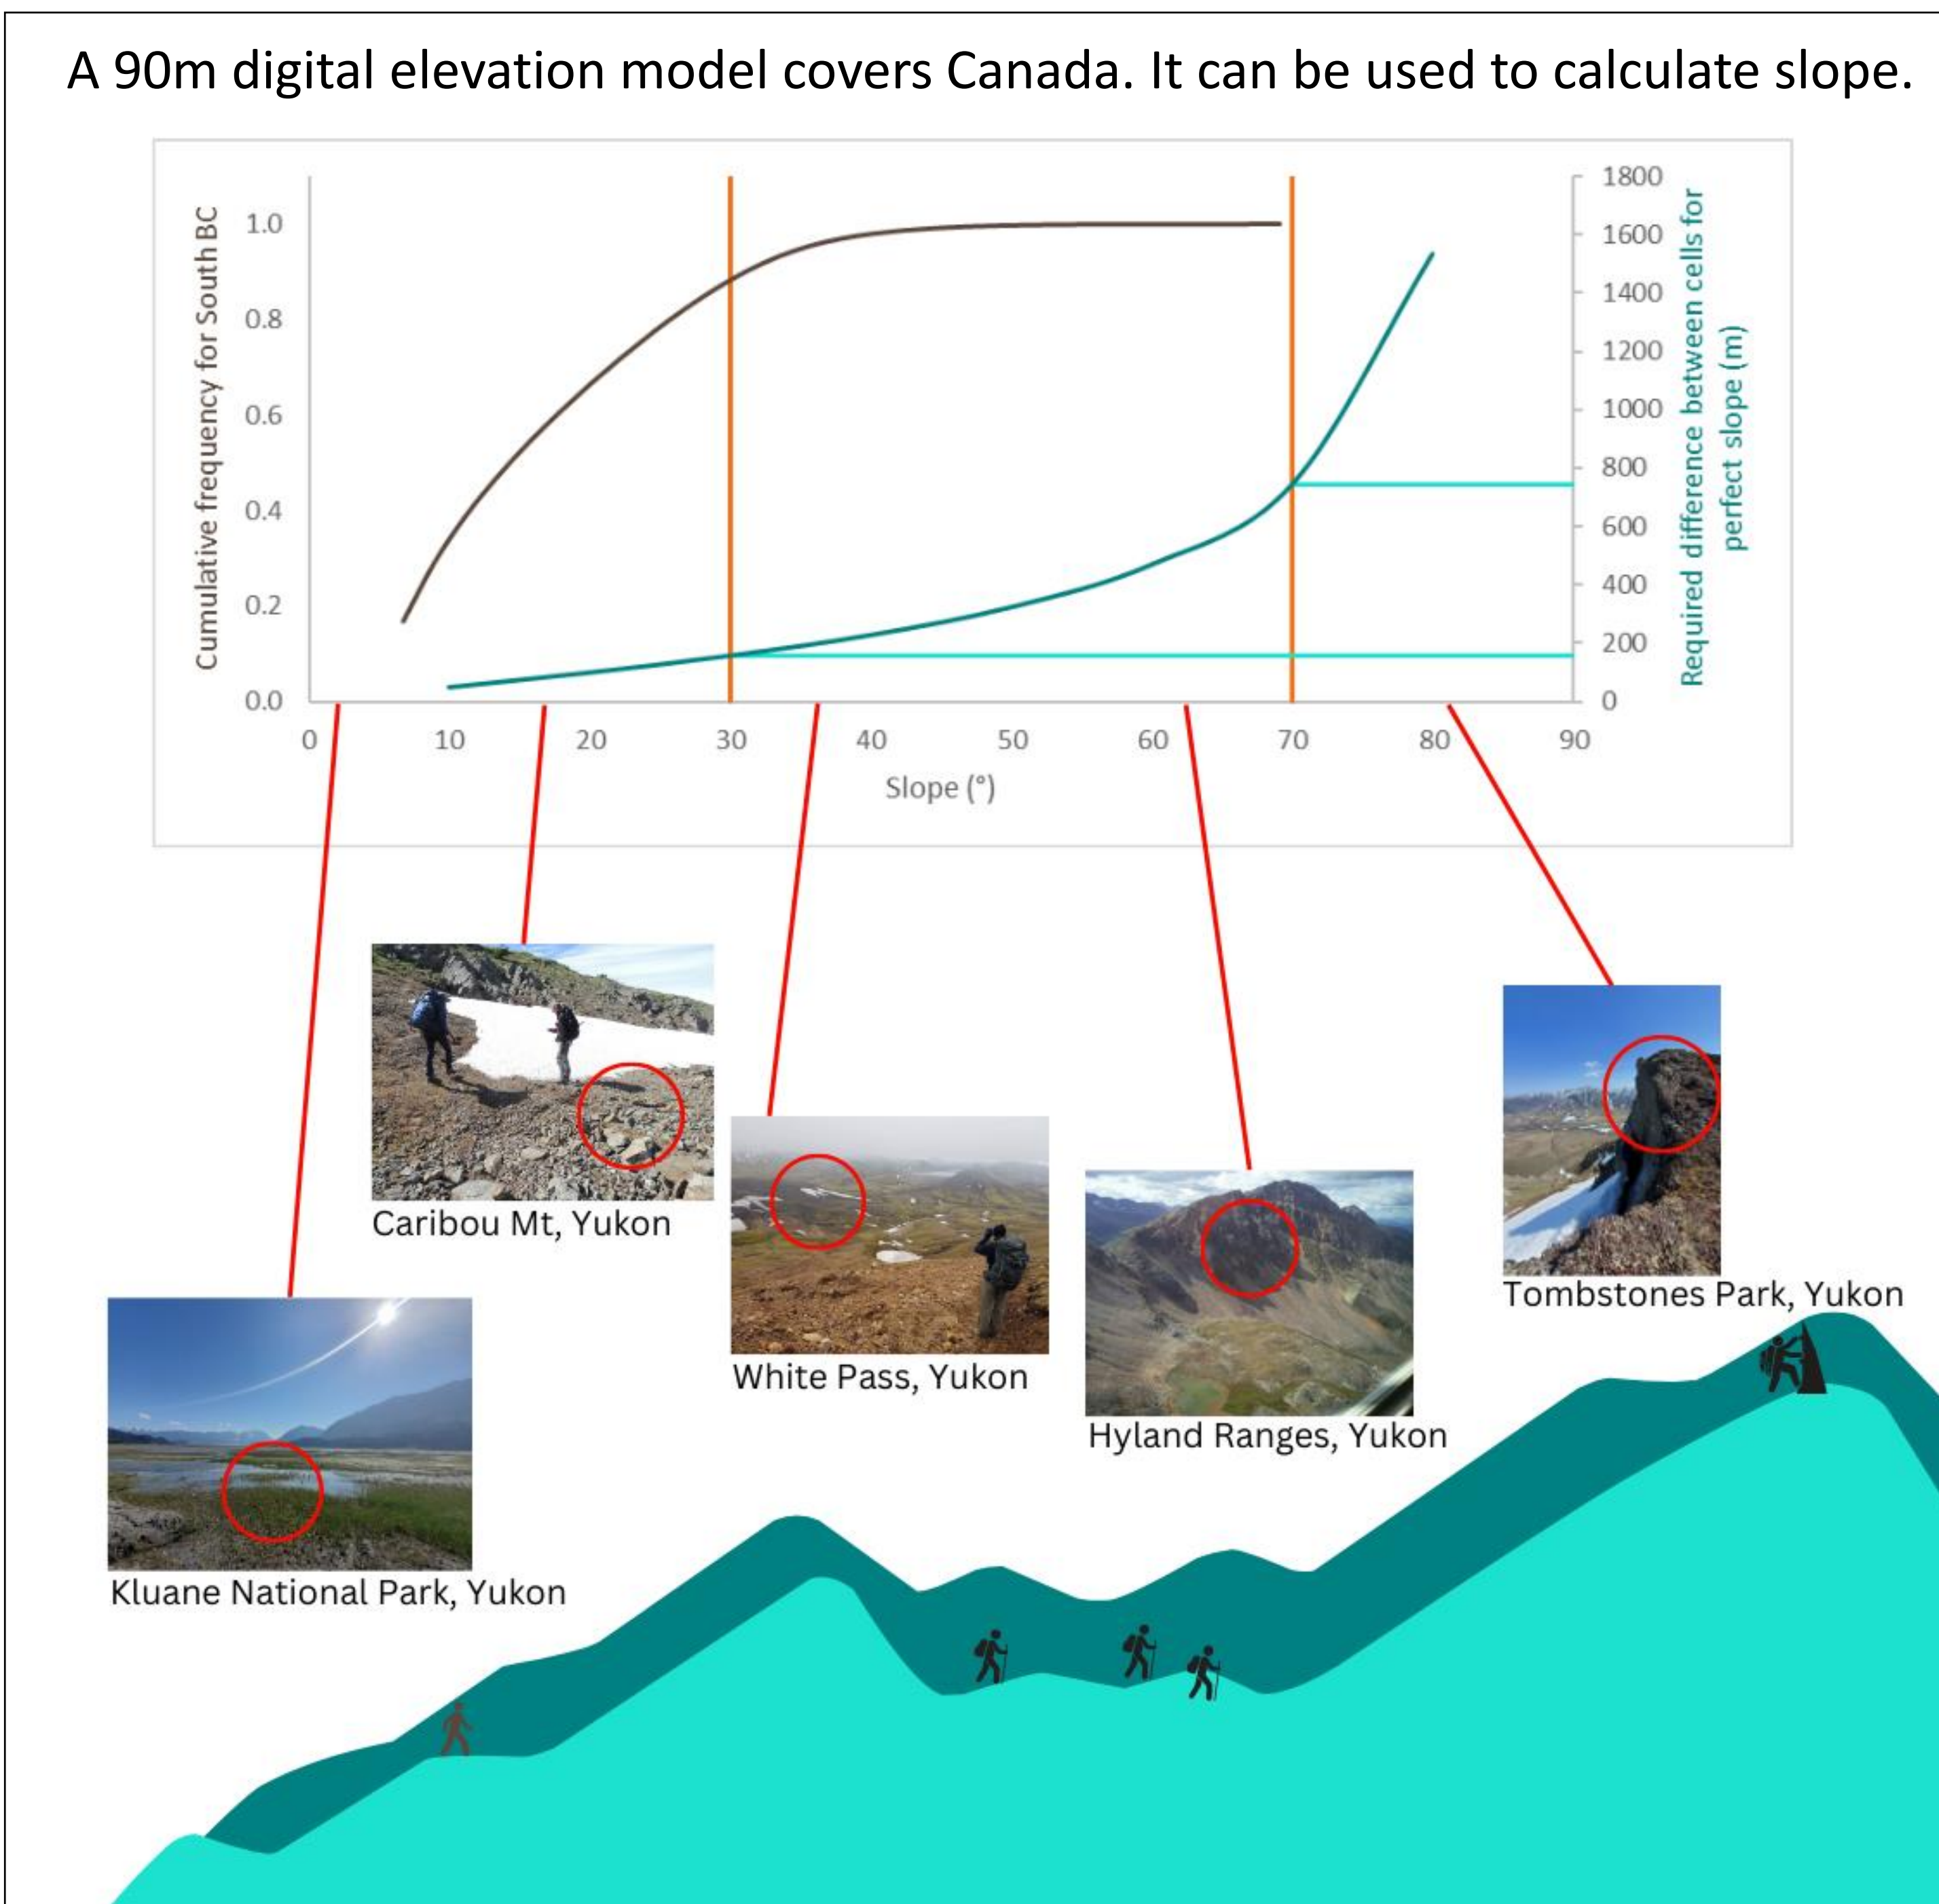 A 90m digital elevation model covers Canada. It can be used to calculate slope.
Cumulative frequency for South BC
1.0
0.8
0.6
0.4
0.2
0.0
1800
1600
1400
1200
1000
800
600
400
200
0
Required difference between cells for
perfect slope (m)
0 10 20 30 40 50 60 70 80 90
Slope (°)
Caribou Mt, Yukon
Tombstones Park, Yukon
White Pass, Yukon
Hyland Ranges, Yukon
Kluane National Park, Yukon